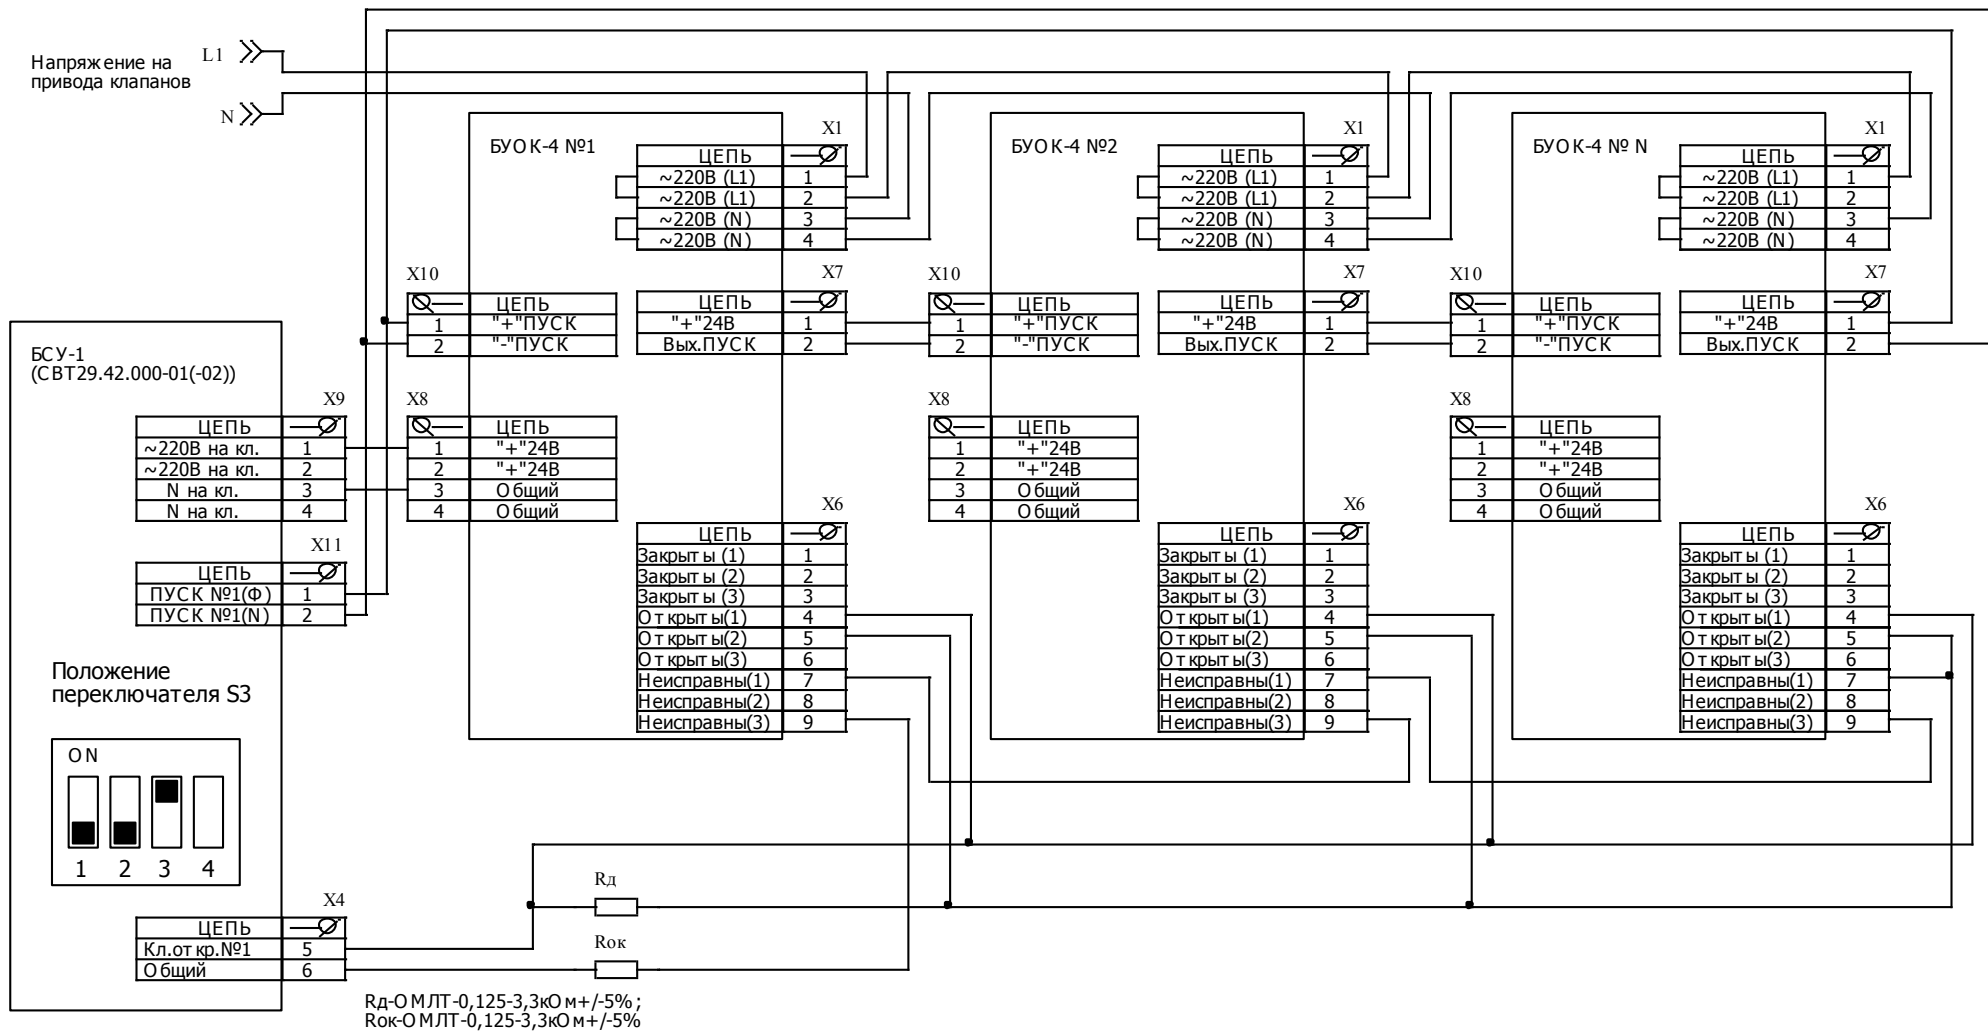 Напряжение на
привода клапанов
L1
N
БУОК-4 №1
X1
ЦЕПЬ
~220В (L1) 1
~220В (L1) 2
~220В (N) 3
~220В (N) 4
БУОК-4 №2
X1
ЦЕПЬ
~220В (L1) 1
~220В (L1) 2
~220В (N) 3
~220В (N) 4
БУОК-4 № N
X1
ЦЕПЬ
~220В (L1) 1
~220В (L1) 2
~220В (N) 3
~220В (N) 4
X10
ЦЕПЬ
1 "+"ПУСК
2 "-"ПУСК
X7
ЦЕПЬ
"+"24В 1
Вых.ПУСК 2
X10
ЦЕПЬ
1 "+"ПУСК
2 "-"ПУСК
X7
ЦЕПЬ
"+"24В 1
Вых.ПУСК 2
X10
ЦЕПЬ
1 "+"ПУСК
2 "-"ПУСК
X7
ЦЕПЬ
"+"24В 1
Вых.ПУСК 2
БСУ-1
(СВТ29.42.000-01(-02))
X9
ЦЕПЬ
~220В на кл. 1
~220В на кл. 2
N на кл. 3
N на кл. 4
X8
ЦЕПЬ
1 "+"24В
2 "+"24В
3 Общий
4 Общий
X8
ЦЕПЬ
1 "+"24В
2 "+"24В
3 Общий
4 Общий
X8
ЦЕПЬ
1 "+"24В
2 "+"24В
3 Общий
4 Общий
X11
ЦЕПЬ
ПУСК №1(Ф) 1
ПУСК №1(N) 2
X6
ЦЕПЬ
Закрыты (1) 1
Закрыты (2) 2
Закрыты (3) 3
Открыты(1) 4
Открыты(2) 5
Открыты(3) 6
Неисправны(1) 7
Неисправны(2) 8
Неисправны(3) 9
X6
ЦЕПЬ
Закрыты (1) 1
Закрыты (2) 2
Закрыты (3) 3
Открыты(1) 4
Открыты(2) 5
Открыты(3) 6
Неисправны(1) 7
Неисправны(2) 8
Неисправны(3) 9
X6
ЦЕПЬ
Закрыты (1) 1
Закрыты (2) 2
Закрыты (3) 3
Открыты(1) 4
Открыты(2) 5
Открыты(3) 6
Неисправны(1) 7
Неисправны(2) 8
Неисправны(3) 9
Положение
переключателя S3
ON
1 2 3 4
X4
ЦЕПЬ
Кл.откр.№1 5
Общий 6
Rд
Rок
Rд-ОМЛТ-0,125-3,3кОм+/-5%;
Rок-ОМЛТ-0,125-3,3кОм+/-5%